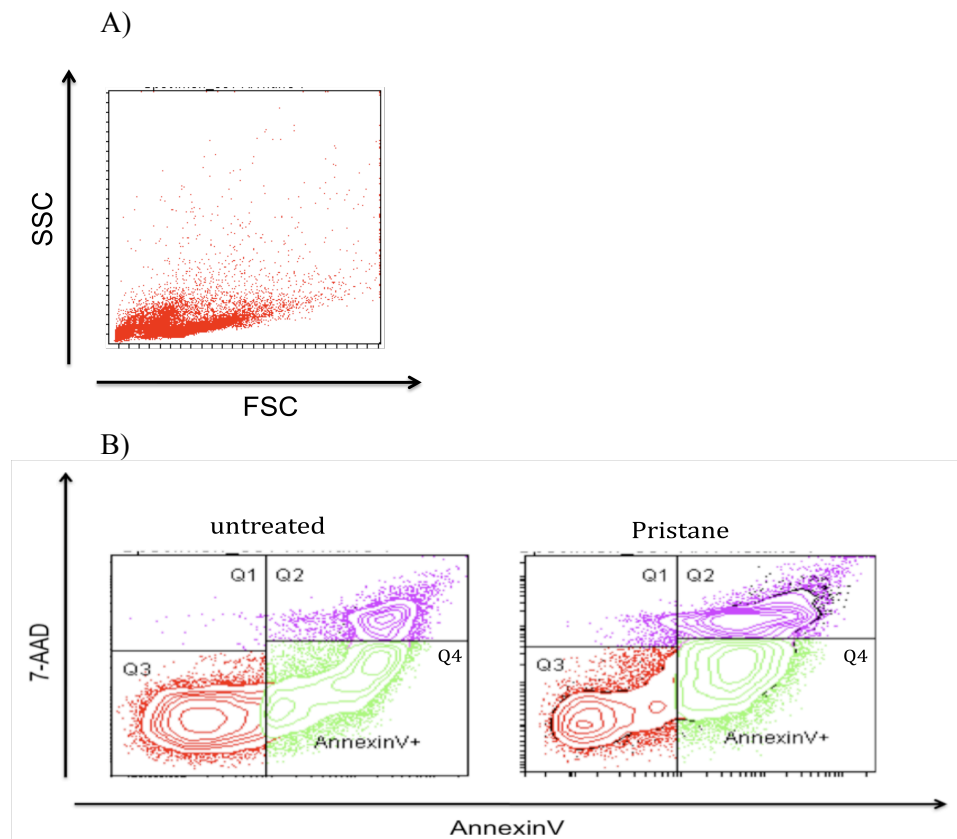 A)
SSC
FSC
B)
untreated
Pristane
7-AAD
Q1
Q2
Q3
Q4
AnnexinV+
Q1
Q2
Q3
Q4
AnnexinV+
AnnexinV